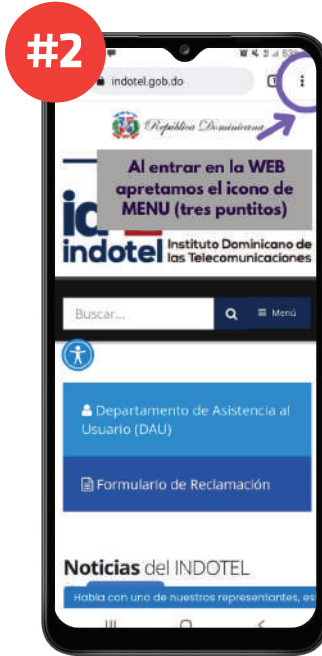 #2
indotel.gob.do
República Dominicana
Al entrar en la WEB
apretamos el icono de
MENU (tres puntitos)
indotel
Instituto Dominicano de
las Telecomunicaciones
Buscar...
Menú
Departamento de Asistencia al
Usuario (DAU)
Formulario de Reclamación
Noticias del INDOTEL
Habla con uno de nuestros representantes,